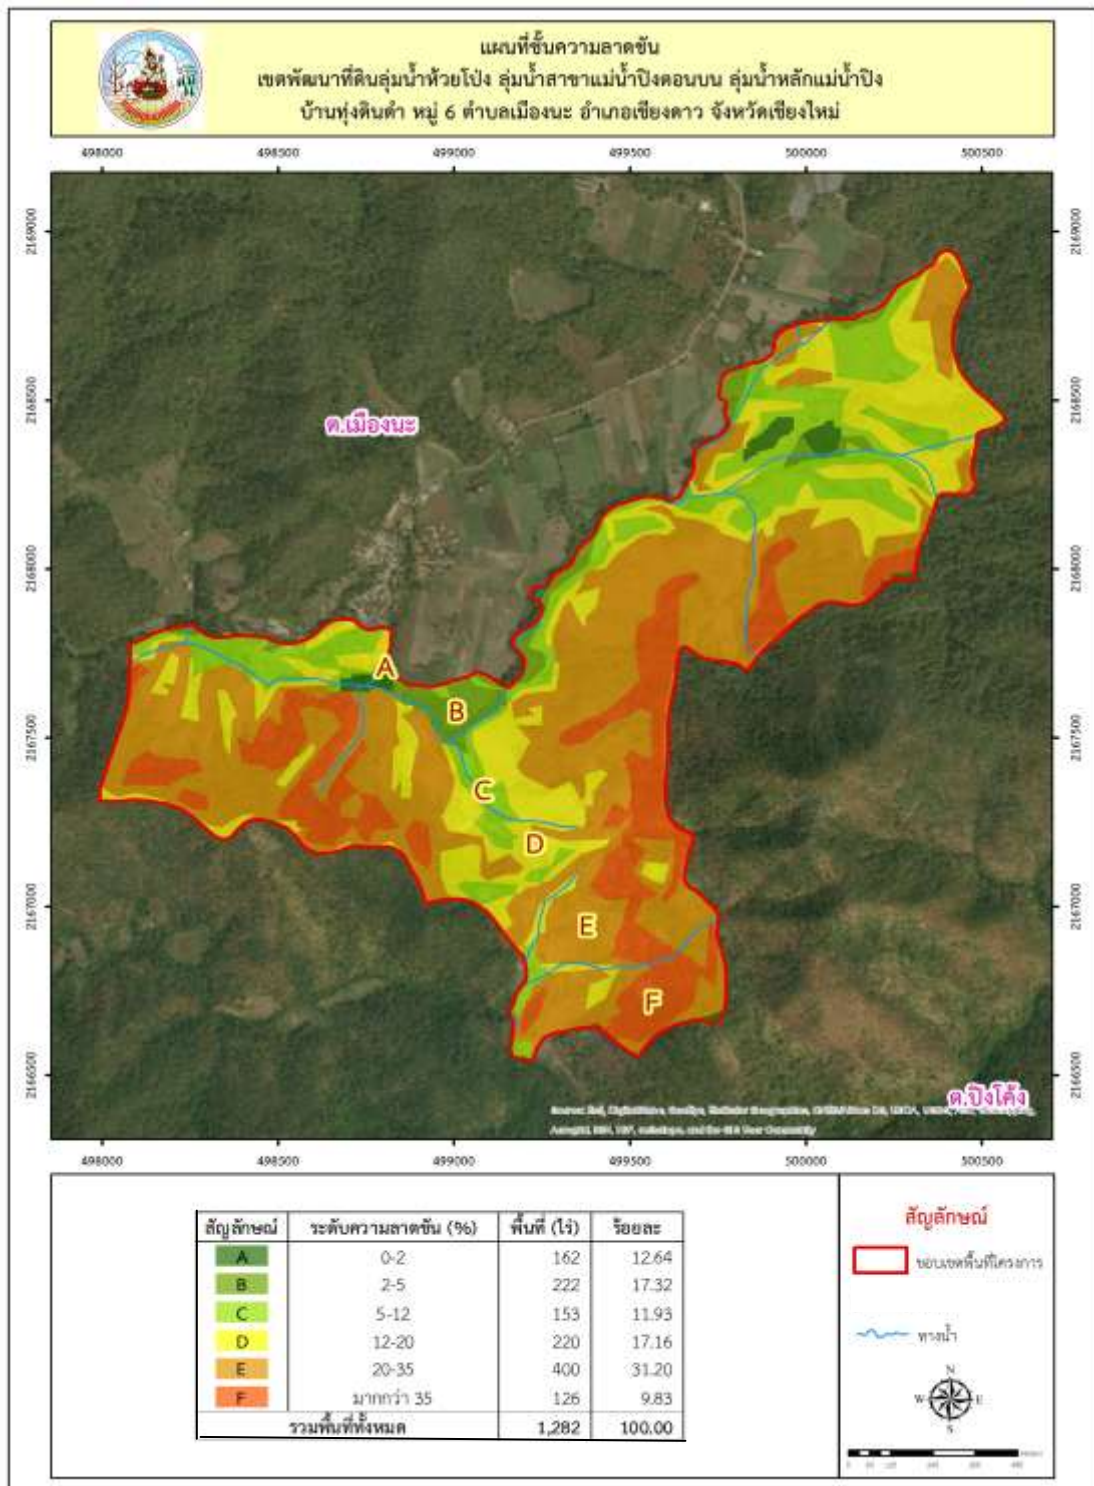 แผนที่ชั้นความลาดชัน
เขตพัฒนาที่ดินลุ่มน้ำห้วยโป่ง ลุ่มน้ำสาขาแม่น้ำปิงตอนบน ลุ่มน้ำหลักแม่น้ำปิง
บ้านทุ่งดินดำ หมู่ 6 ตำบลเมืองนะ อำเภอเชียงดาว จังหวัดเชียงใหม่
498000 498500 499000 499500 500000 500500
2169000 2169000
2168500 2168500
ต.เมืองนะ
2168000 2168000
A
B
2167500 2167500
C
D
2167000 2167000
E
F
2166500 2166500
ต.ปิงโค้ง
498000 498500 499000 499500 500000 500500
สัญลักษณ์ ระดับความลาดชัน (%) พื้นที่ (ไร่) ร้อยละ
A 0-2 162 12.64
B 2-5 222 17.32
C 5-12 153 11.93
D 12-20 220 17.16
E 20-35 400 31.20
F มากกว่า 35 126 9.83
รวมพื้นที่ทั้งหมด 1,282 100.00
สัญลักษณ์
ขอบเขตพื้นที่โครงการ
ทางน้ำ
N
W E
S